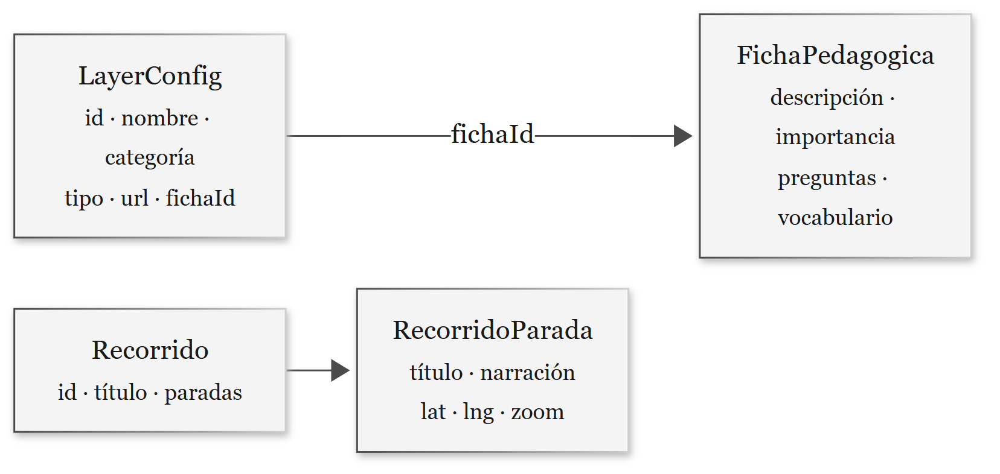 LayerConfig
id · nombre ·
categoría
tipo · url · fichaId
fichaId
FichaPedagogica
descripción ·
importancia
preguntas ·
vocabulario
Recorrido
id · título · paradas
RecorridoParada
título · narración
lat · lng · zoom